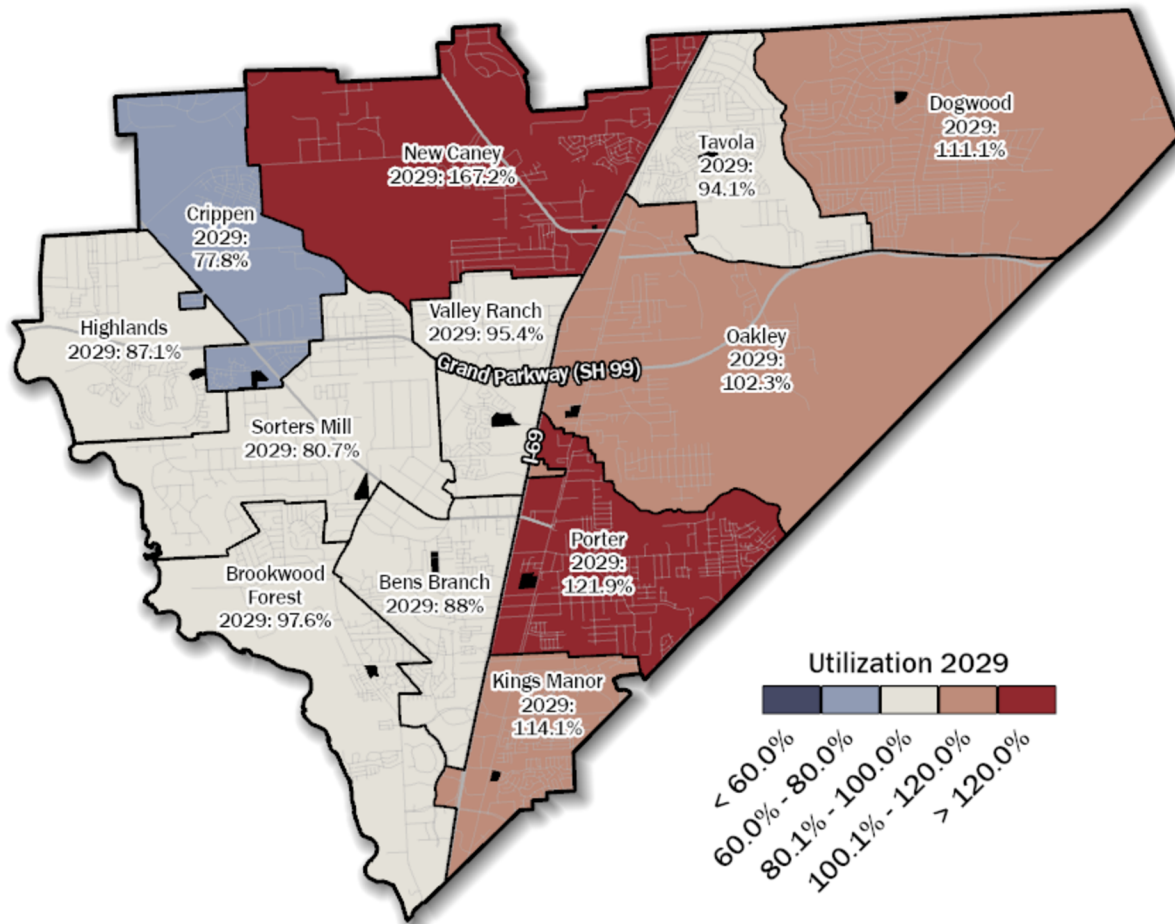 Dogwood
2029:
111.1%
Tavola
2029:
94.1%
New Caney
2029: 167.2%
Crippen
2029:
77.8%
Valley Ranch
2029: 95.4%
Highlands
2029: 87.1%
Oakley
2029:
102.3%
Grand Parkway (SH 99)
Sorters Mill
2029: 80.7%
I-69
Porter
2029:
121.9%
Brookwood
Forest
2029: 97.6%
Bens Branch
2029: 88%
Kings Manor
2029:
114.1%
Utilization 2029
< 60.0%
60.0% - 80.0%
80.1% - 100.0%
100.1% - 120.0%
> 120.0%